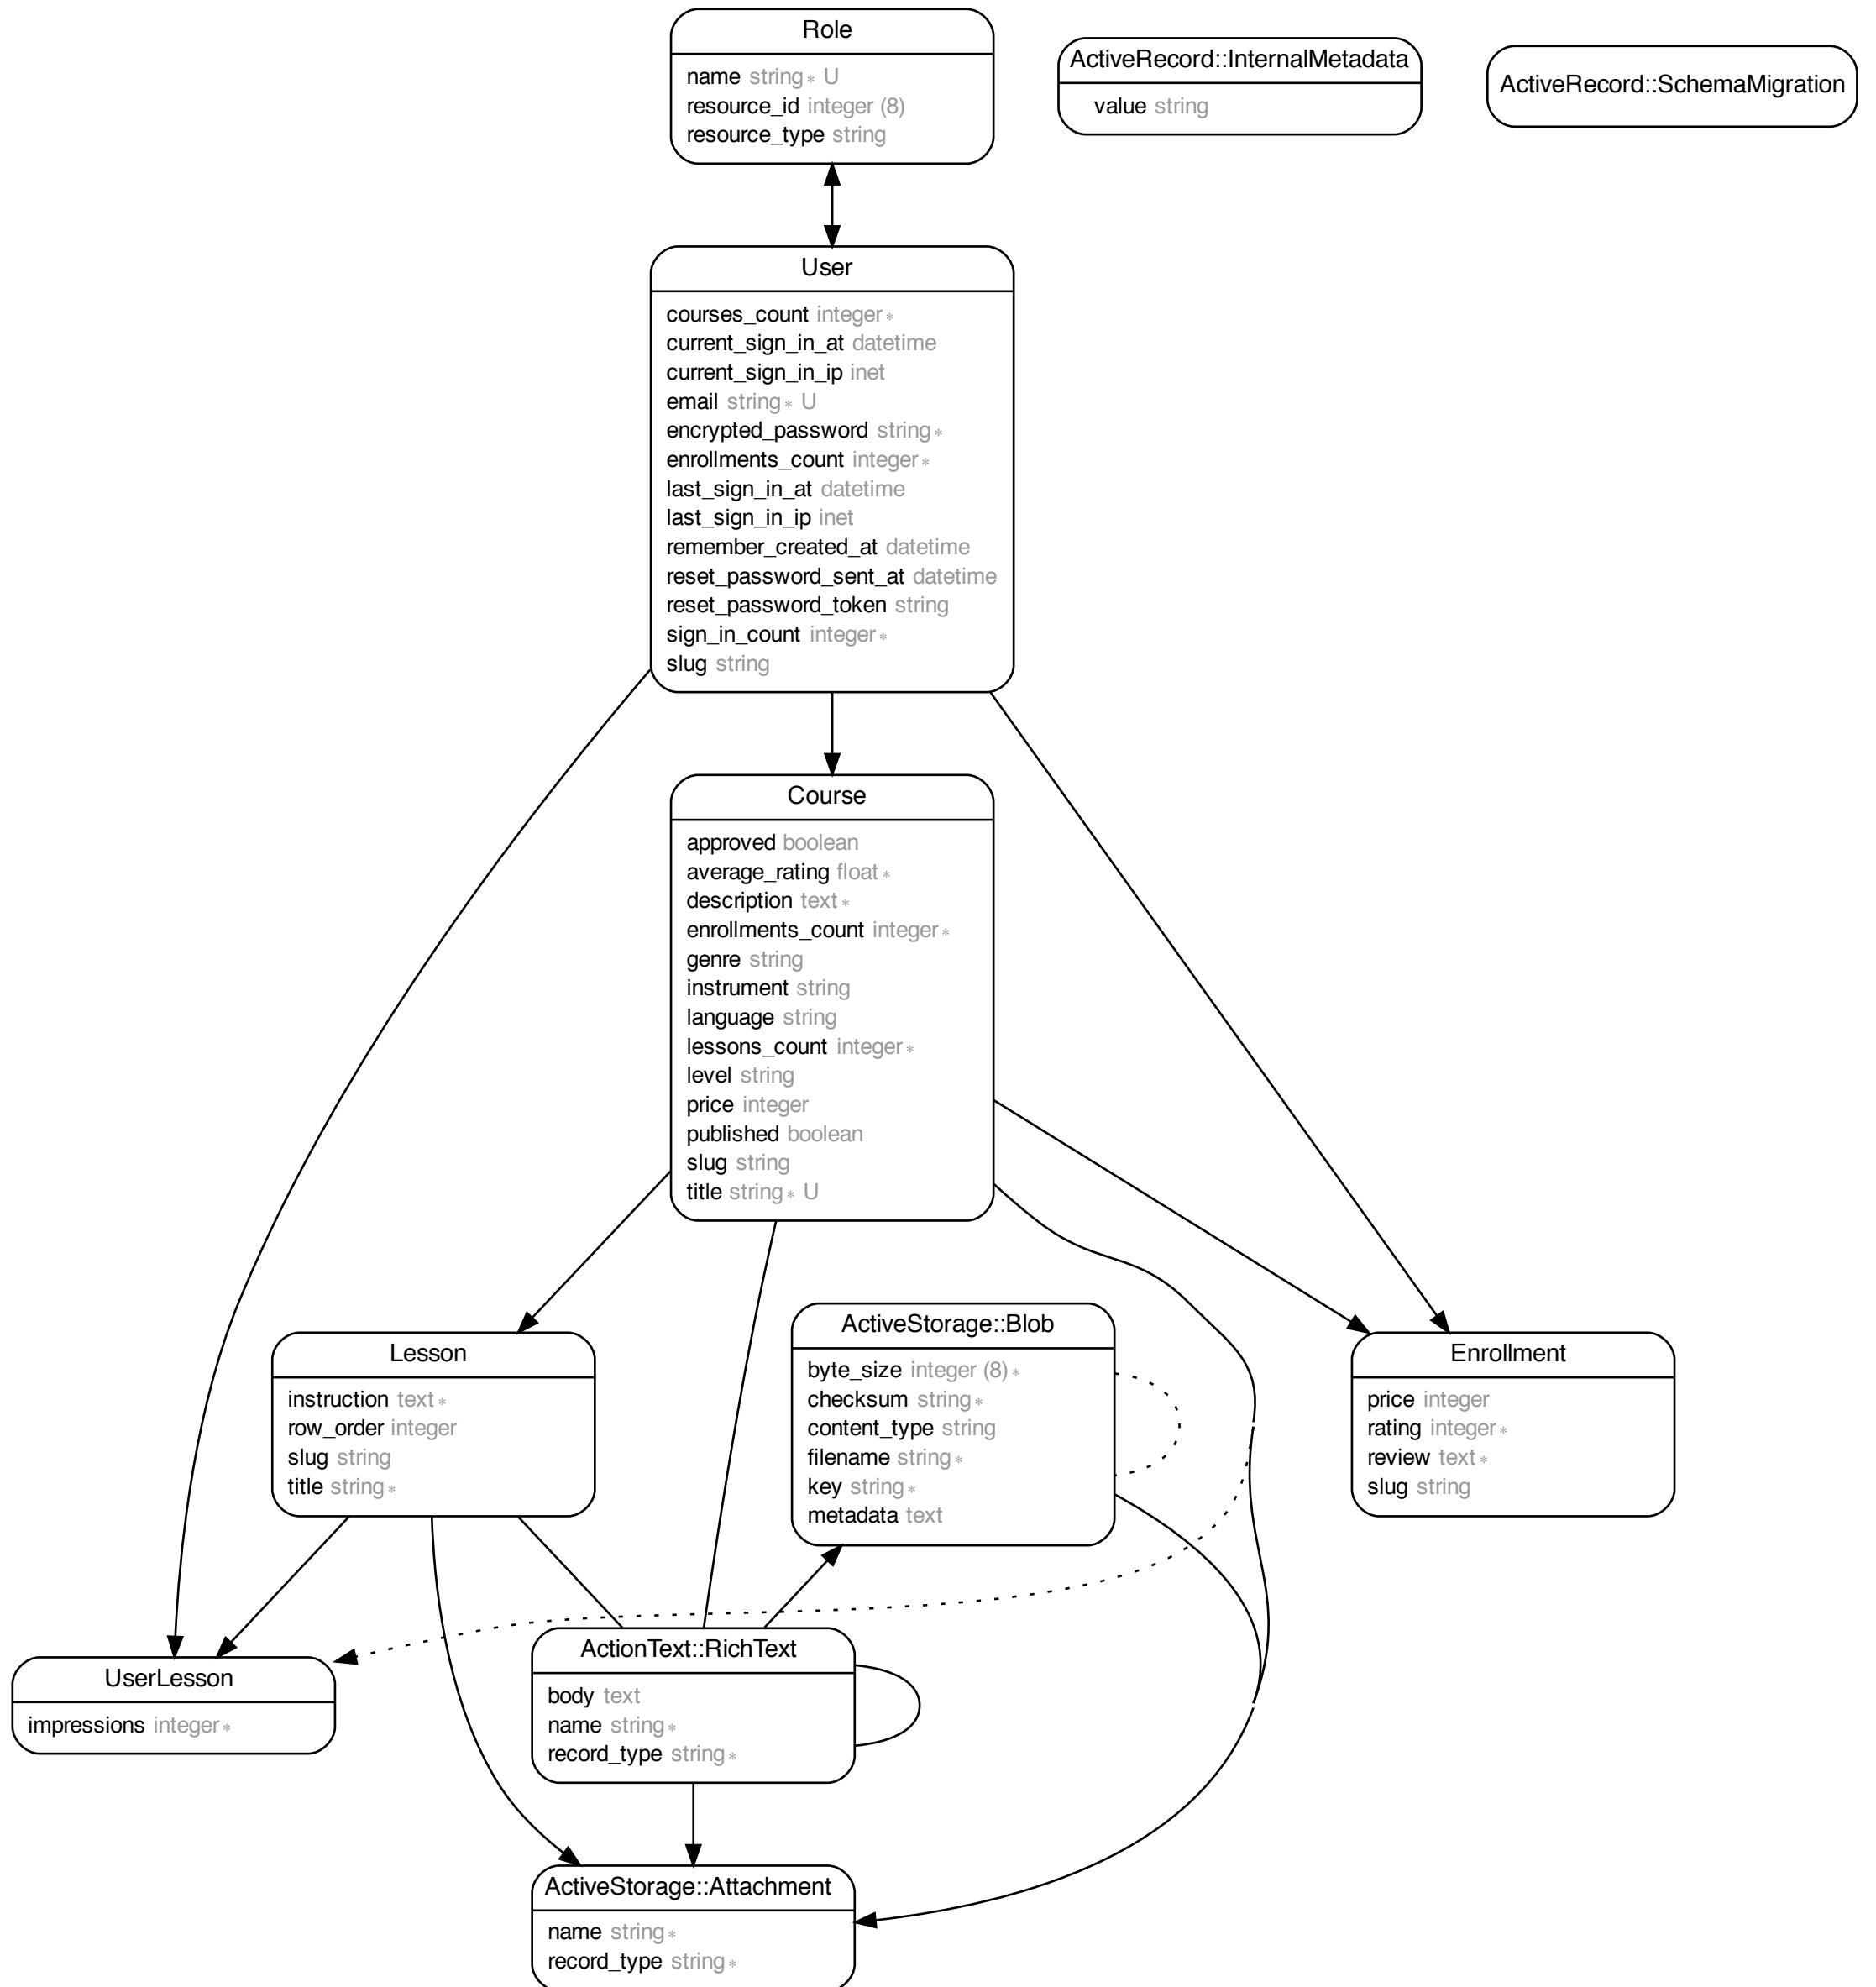 Role
name string* U
resource_id integer (8)
resource_type string
ActiveRecord::InternalMetadata
value string
ActiveRecord::SchemaMigration
User
courses_count integer*
current_sign_in_at datetime
current_sign_in_ip inet
email string* U
encrypted_password string*
enrollments_count integer*
last_sign_in_at datetime
last_sign_in_ip inet
remember_created_at datetime
reset_password_sent_at datetime
reset_password_token string
sign_in_count integer*
slug string
Course
approved boolean
average_rating float*
description text*
enrollments_count integer*
genre string
instrument string
language string
lessons_count integer*
level string
price integer
published boolean
slug string
title string* U
Lesson
instruction text*
row_order integer
slug string
title string*
ActiveStorage::Blob
byte_size integer (8)*
checksum string*
content_type string
filename string*
key string*
metadata text
Enrollment
price integer
rating integer*
review text*
slug string
UserLesson
impressions integer*
ActionText::RichText
body text
name string*
record_type string*
ActiveStorage::Attachment
name string*
record_type string*